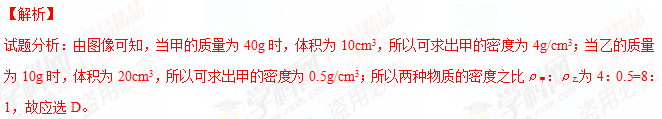 【解析】
试题分析：由图像可知，当甲的质量为 40g 时，体积为 10cm³，所以可求出甲的密度为 4g/cm³；当乙的质量
为 10g 时，体积为 20cm³，所以可求出甲的密度为 0.5g/cm³；所以两种物质的密度之比 ρ甲：ρ乙为 4：0.5=8：
1，故应选 D。